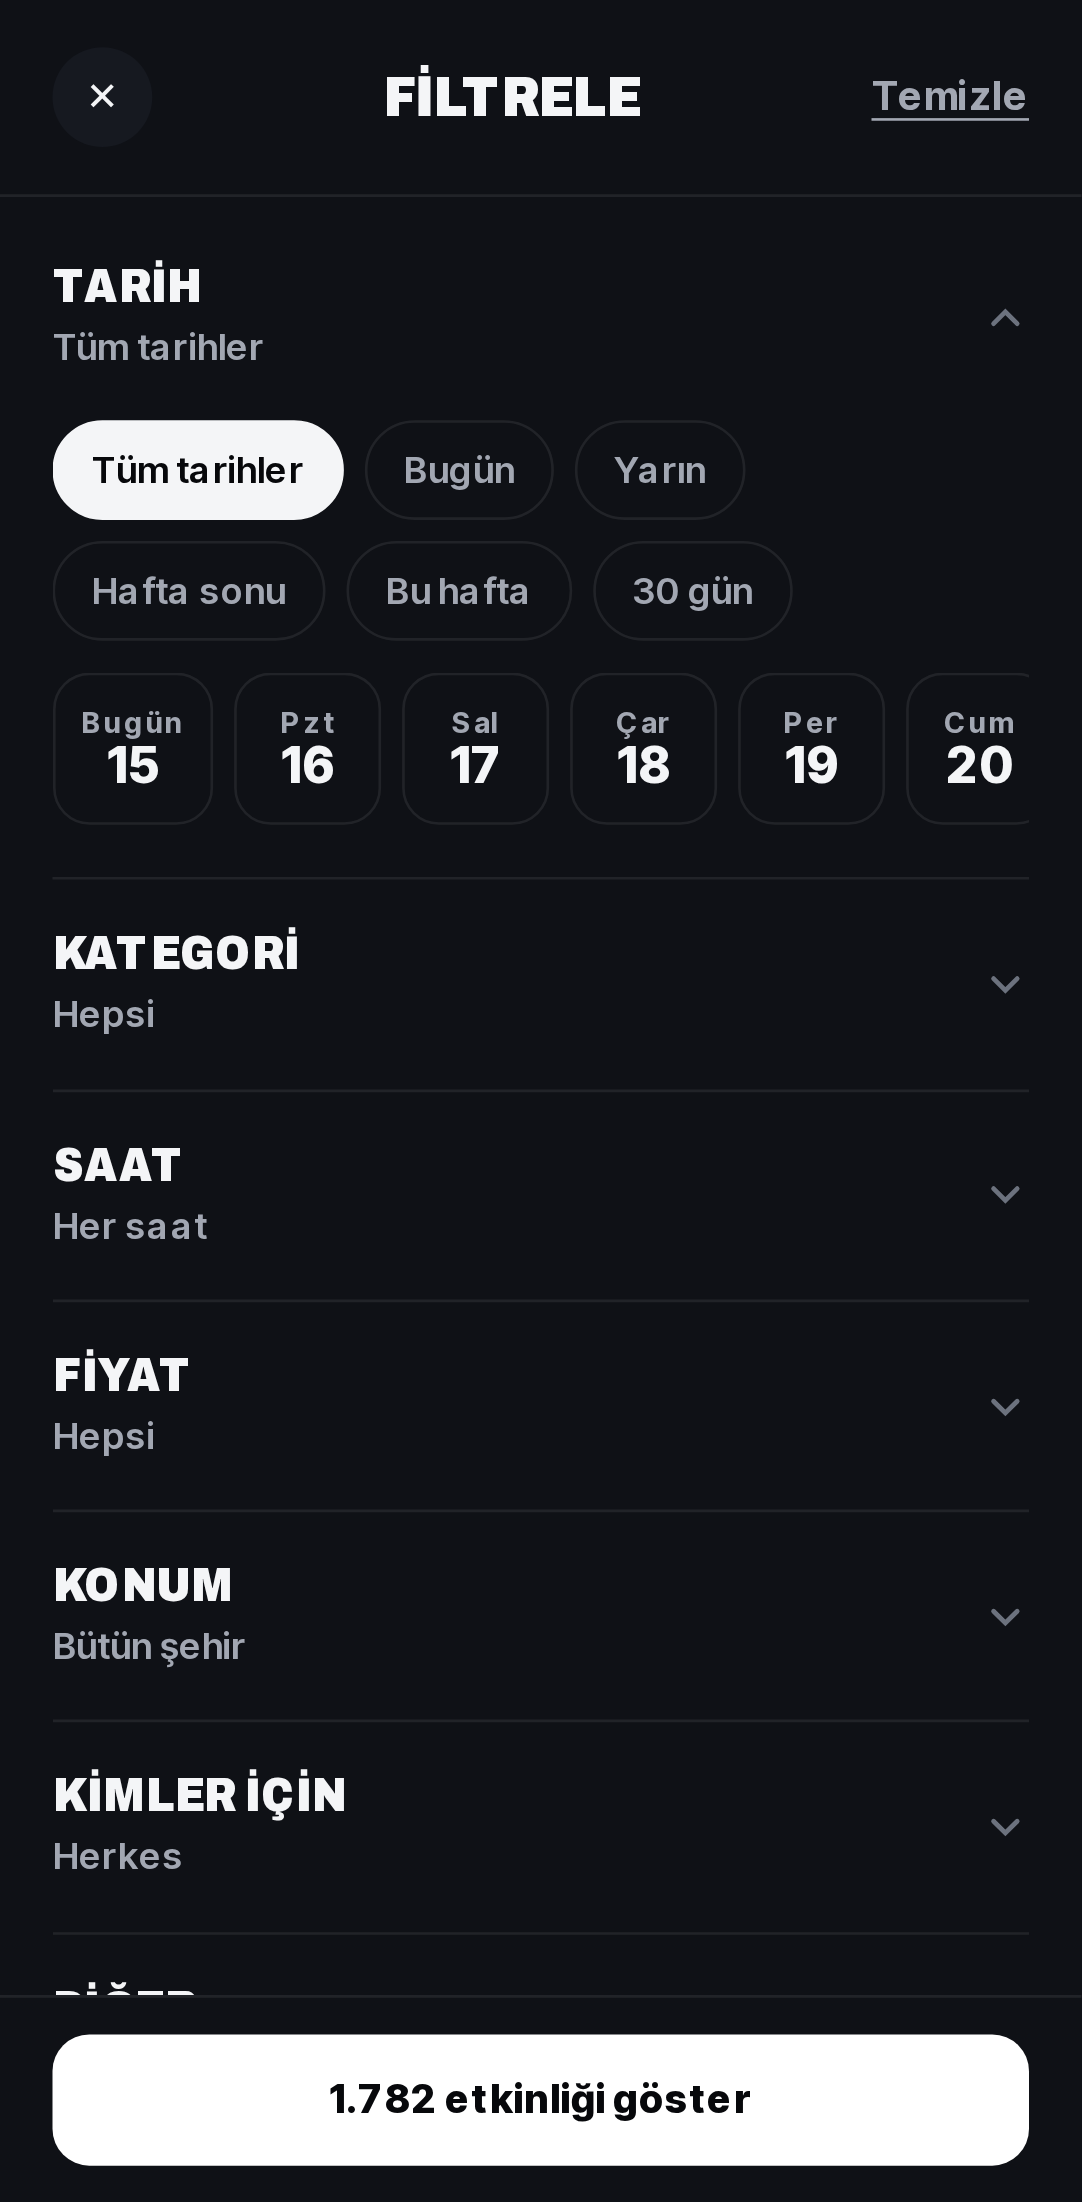 FİLTRELE
Temizle
TARİH
Tüm tarihler
Tüm tarihler
Bugün
Yarın
Hafta sonu
Bu hafta
30 gün
Bugün
15
Pzt
16
Sal
17
Çar
18
Per
19
Cum
20
KATEGORİ
Hepsi
SAAT
Her saat
FİYAT
Hepsi
KONUM
Bütün şehir
KİMLER İÇİN
Herkes
1.782 etkinliği göster